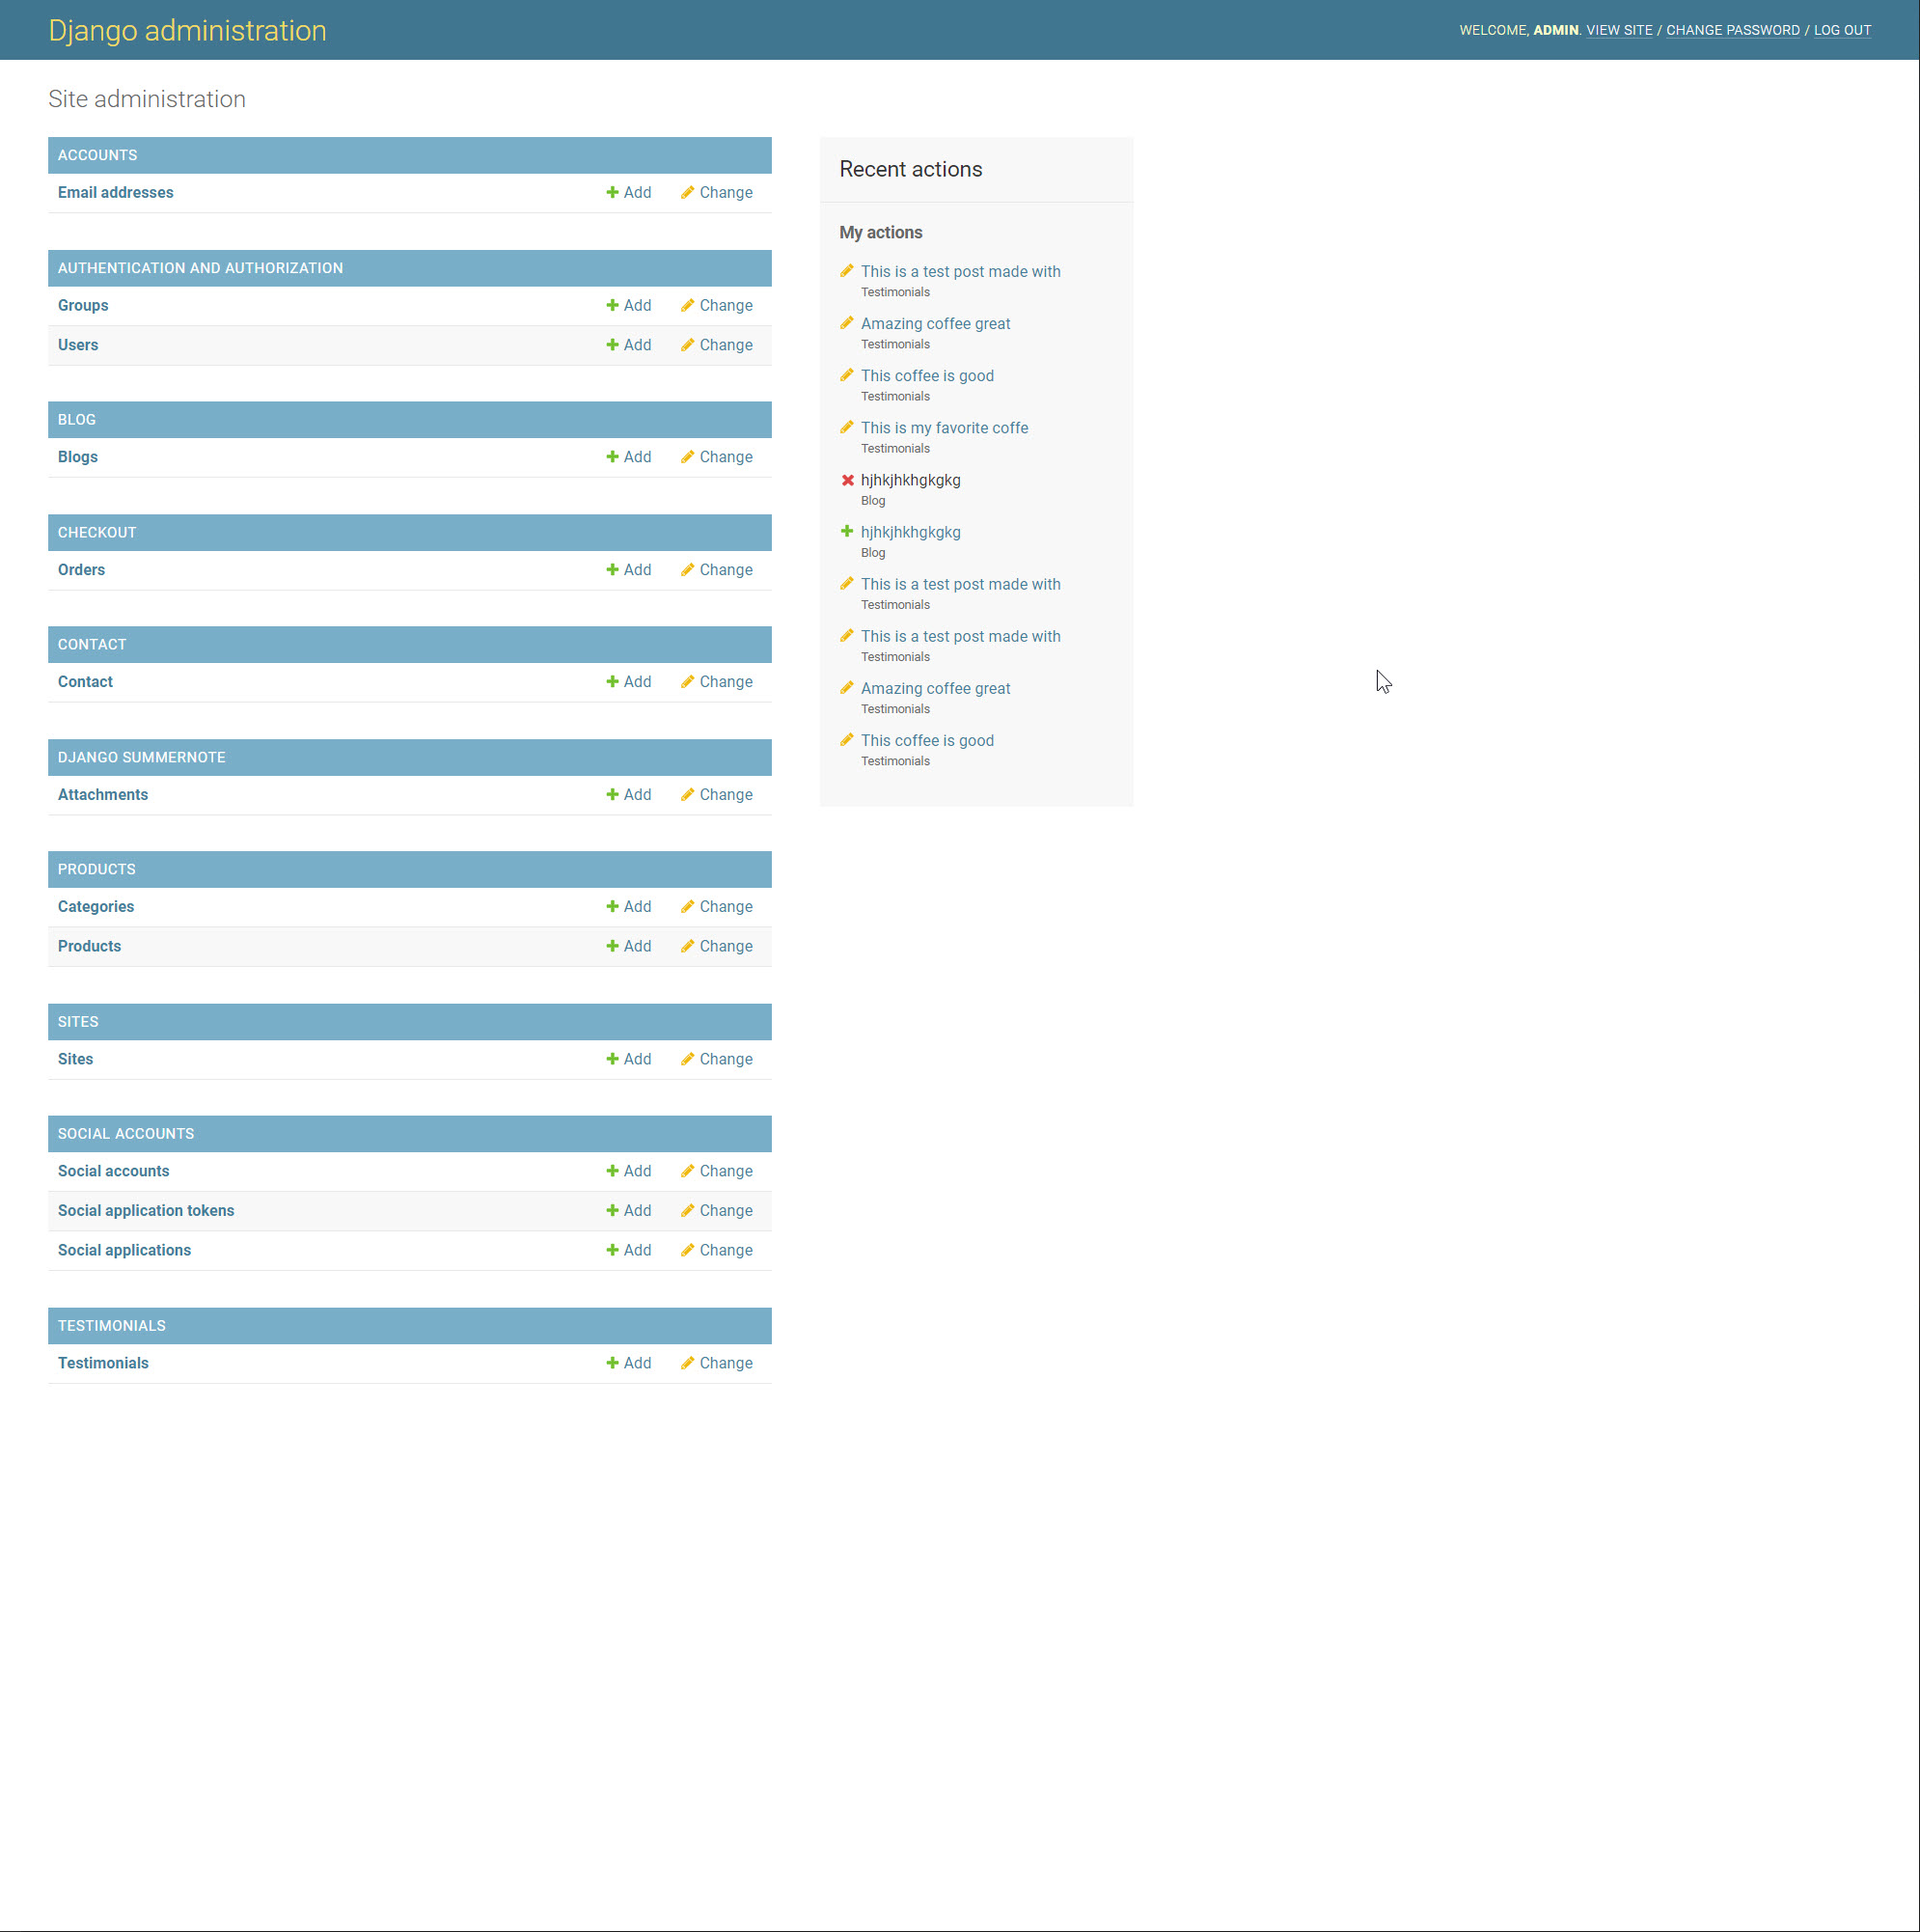 Django administration
WELCOME, ADMIN. VIEW SITE / CHANGE PASSWORD / LOG OUT
Site administration
ACCOUNTS
Email addresses Add Change
AUTHENTICATION AND AUTHORIZATION
Groups Add Change
Users Add Change
BLOG
Blogs Add Change
CHECKOUT
Orders Add Change
CONTACT
Contact Add Change
DJANGO SUMMERNOTE
Attachments Add Change
PRODUCTS
Categories Add Change
Products Add Change
SITES
Sites Add Change
SOCIAL ACCOUNTS
Social accounts Add Change
Social application tokens Add Change
Social applications Add Change
TESTIMONIALS
Testimonials Add Change
Recent actions
My actions
This is a test post made with
Testimonials
Amazing coffee great
Testimonials
This coffee is good
Testimonials
This is my favorite coffe
Testimonials
hjhkjhkhgkgkg
Blog
hjhkjhkhgkgkg
Blog
This is a test post made with
Testimonials
This is a test post made with
Testimonials
Amazing coffee great
Testimonials
This coffee is good
Testimonials